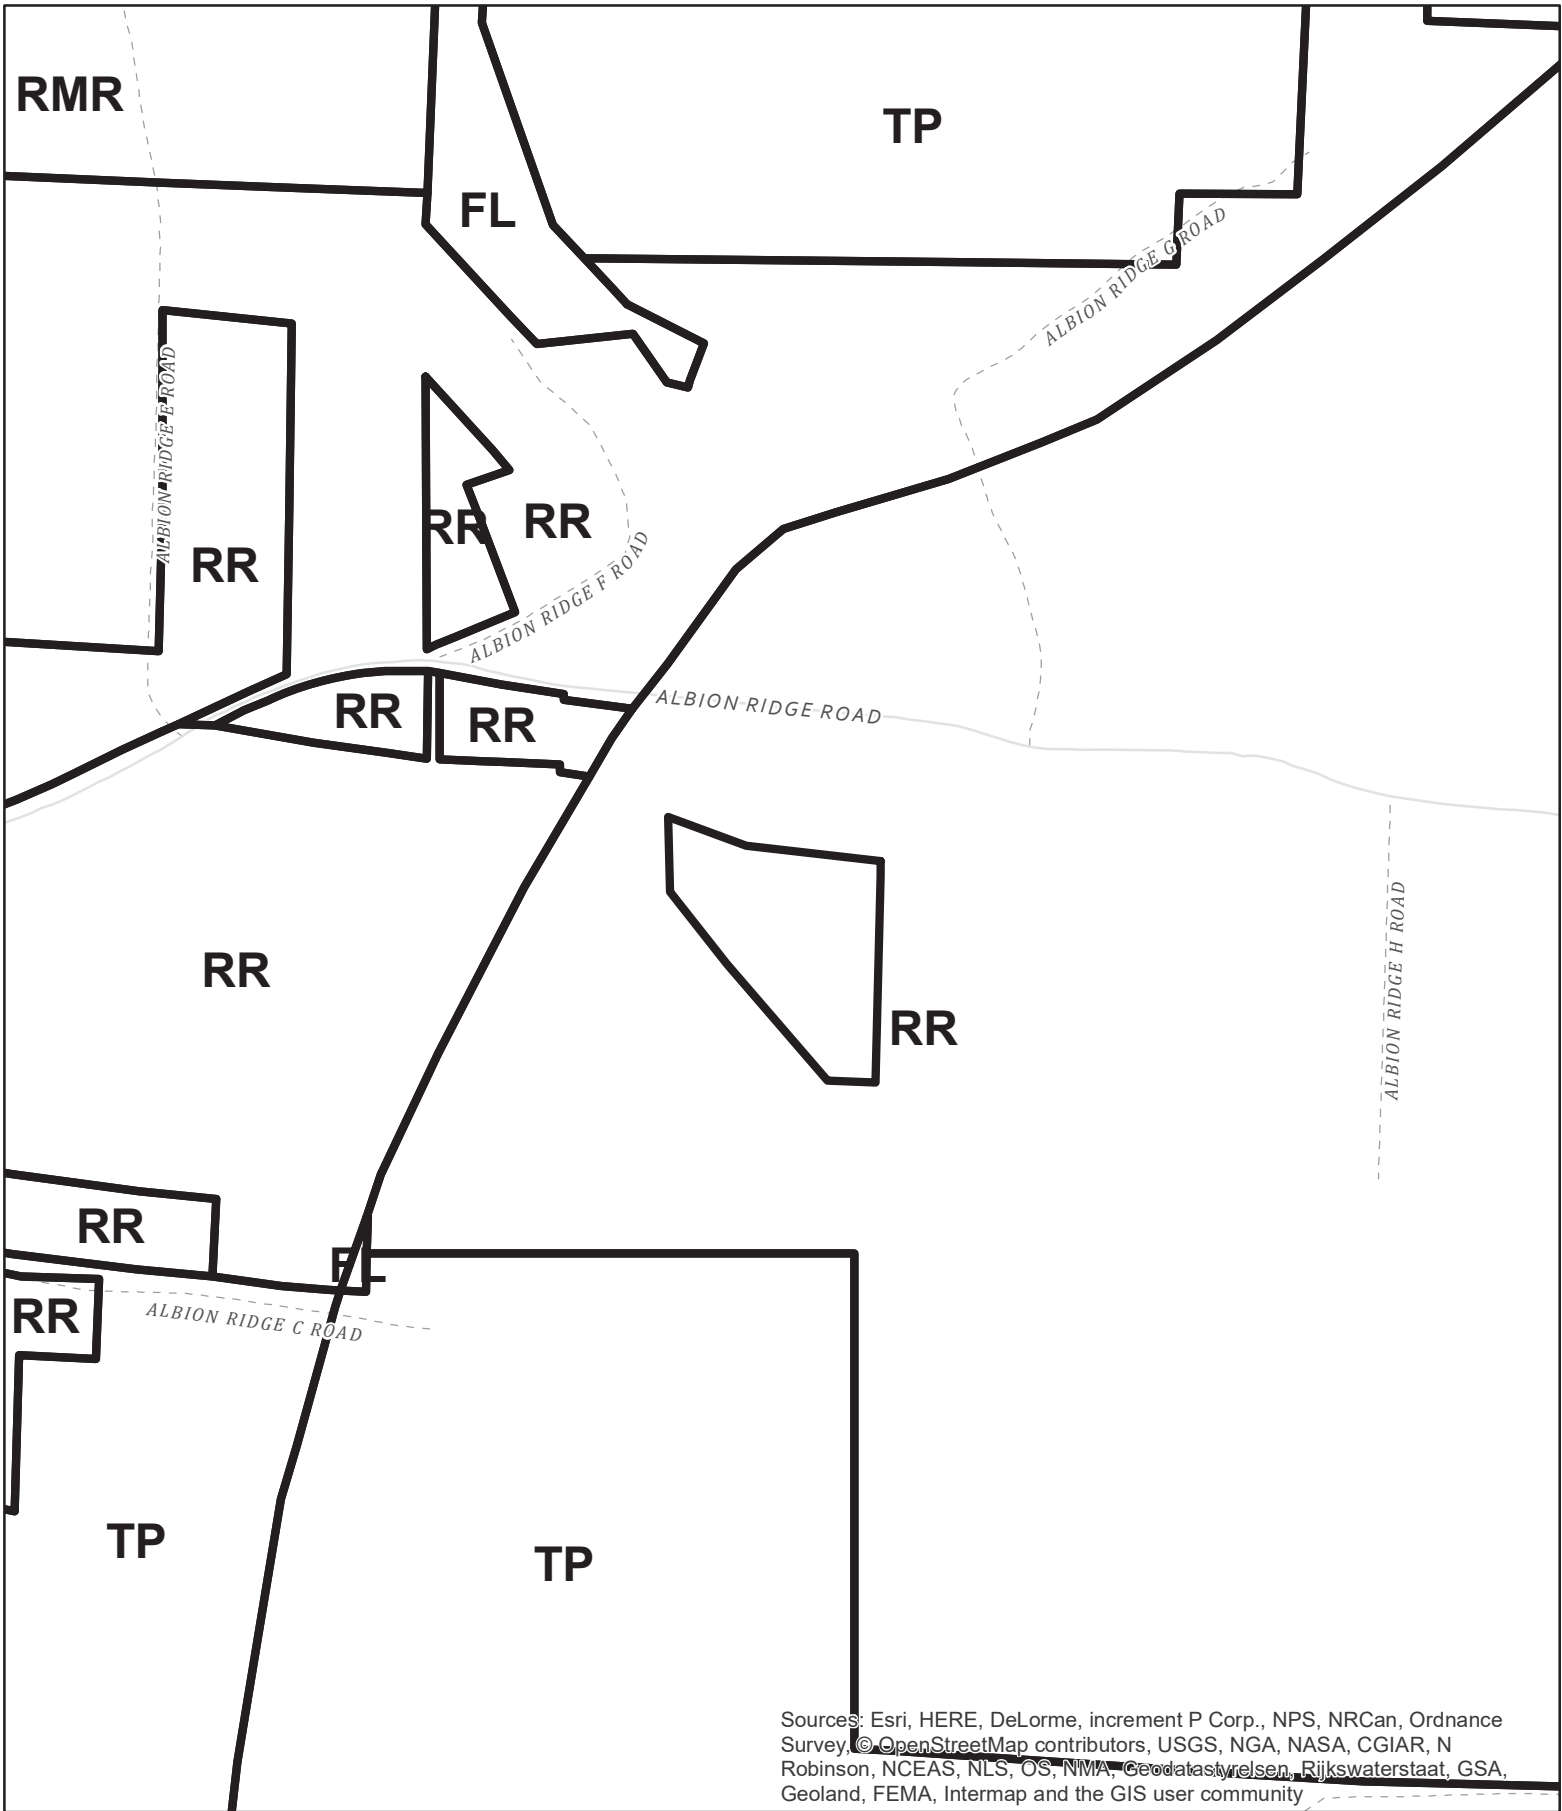 RMR
TP
FL
ALBION RIDGE G ROAD
ALBION RIDGE E ROAD
RR
RR
RR
ALBION RIDGE F ROAD
RR
RR
ALBION RIDGE ROAD
ALBION RIDGE H ROAD
RR
RR
RR
FL
RR
ALBION RIDGE C ROAD
TP
TP
Sources: Esri, HERE, DeLorme, increment P Corp., NPS, NRCan, Ordnance
Survey, © OpenStreetMap contributors, USGS, NGA, NASA, CGIAR, N
Robinson, NCEAS, NLS, OS, NMA, Geodatastyrelsen, Rijkswaterstaat, GSA,
Geoland, FEMA, Intermap and the GIS user community